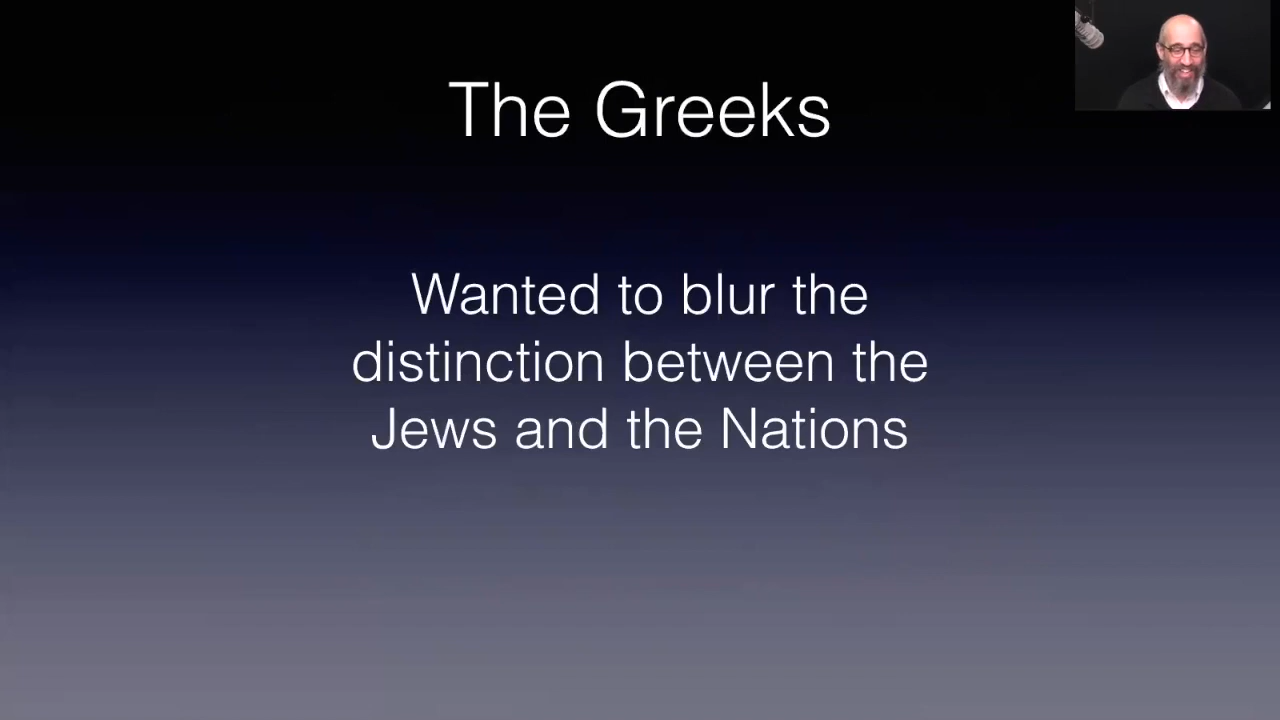 The Greeks
Wanted to blur the
distinction between the
Jews and the Nations